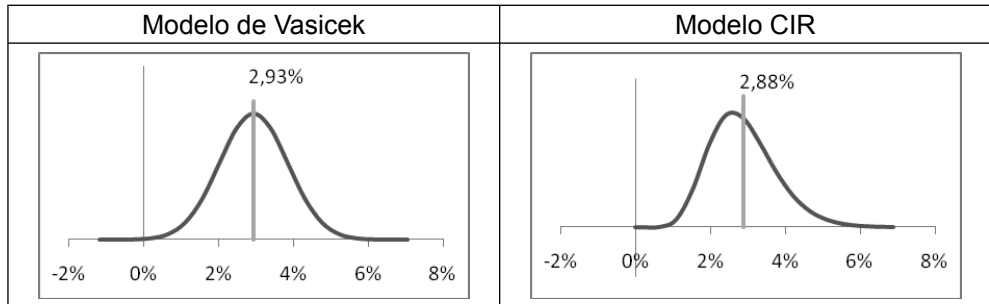 Modelo de Vasicek
Modelo CIR
2,93%
-2% 0% 2% 4% 6% 8%
2,88%
-2% 0% 2% 4% 6% 8%